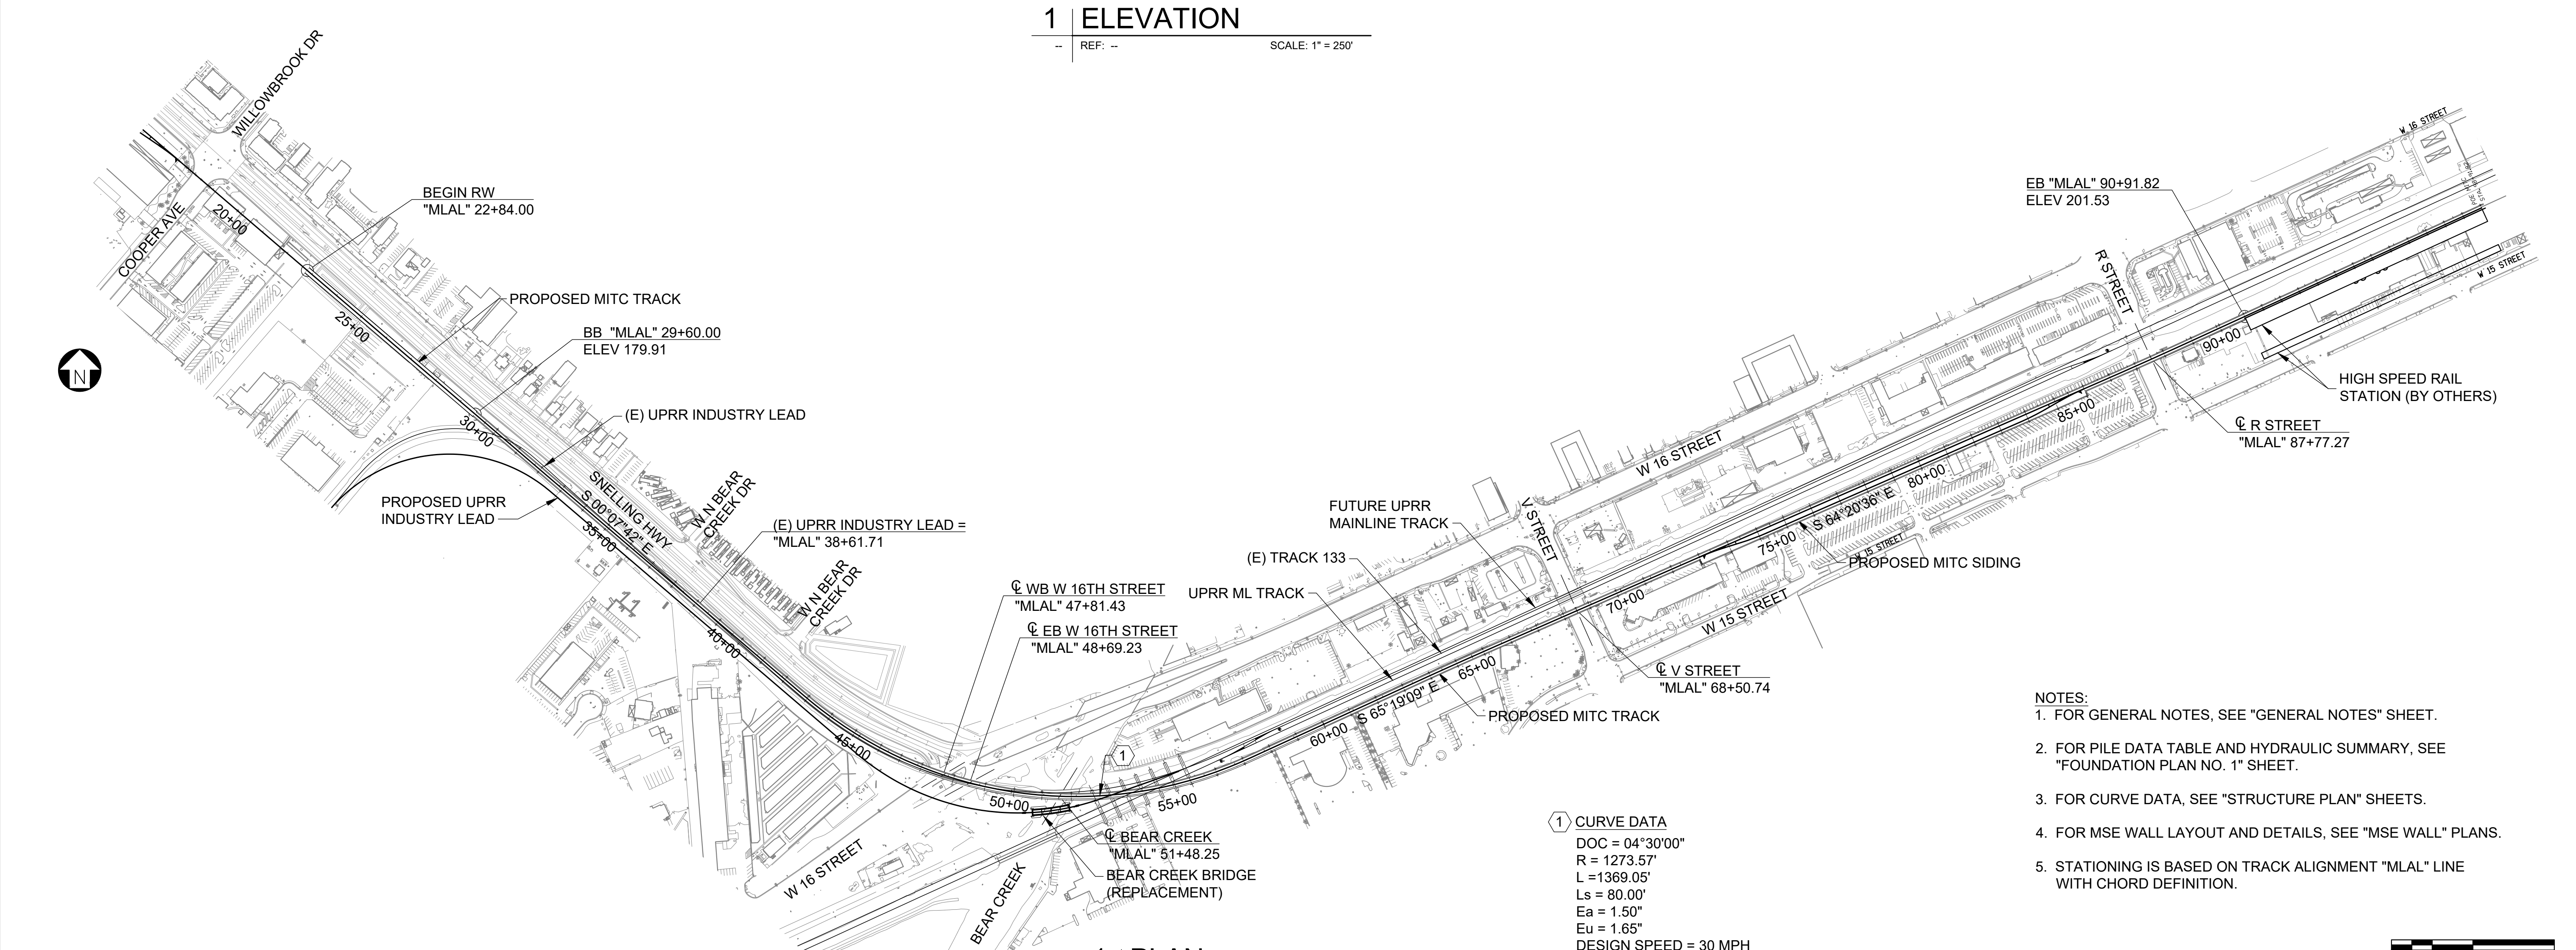 1 ELEVATION
-- REF: -- SCALE: 1" = 250'
WILLOWBROOK DR
COOPER AVE
20+00
BEGIN RW
"MLAL" 22+84.00
25+00
PROPOSED MITC TRACK
BB "MLAL" 29+60.00
ELEV 179.91
30+00
(E) UPRR INDUSTRY LEAD
N
PROPOSED UPRR
INDUSTRY LEAD
SNELLING HWY
S 00°07'42" E
35+00
W N BEAR
CREEK DR
(E) UPRR INDUSTRY LEAD =
"MLAL" 38+61.71
W N BEAR
CREEK DR
40+00
℄ WB W 16TH STREET
"MLAL" 47+81.43
℄ EB W 16TH STREET
"MLAL" 48+69.23
45+00
50+00
1
55+00
℄ BEAR CREEK
"MLAL" 51+48.25
BEAR CREEK BRIDGE
(REPLACEMENT)
W 16 STREET
BEAR CREEK
FUTURE UPRR
MAINLINE TRACK
(E) TRACK 133
UPRR ML TRACK
60+00
S 65°19'09" E
65+00
PROPOSED MITC TRACK
V STREET
W 16 STREET
℄ V STREET
"MLAL" 68+50.74
70+00
W 15 STREET
75+00
S 64°20'36" E
W 15 STREET
PROPOSED MITC SIDING
80+00
85+00
R STREET
EB "MLAL" 90+91.82
ELEV 201.53
90+00
W 16 STREET
W 15 STREET
HIGH SPEED RAIL
STATION (BY OTHERS)
℄ R STREET
"MLAL" 87+77.27
1 CURVE DATA
DOC = 04°30'00"
R = 1273.57'
L =1369.05'
Ls = 80.00'
Ea = 1.50"
Eu = 1.65"
DESIGN SPEED = 30 MPH
NOTES:
1. FOR GENERAL NOTES, SEE "GENERAL NOTES" SHEET.
2. FOR PILE DATA TABLE AND HYDRAULIC SUMMARY, SEE
"FOUNDATION PLAN NO. 1" SHEET.
3. FOR CURVE DATA, SEE "STRUCTURE PLAN" SHEETS.
4. FOR MSE WALL LAYOUT AND DETAILS, SEE "MSE WALL" PLANS.
5. STATIONING IS BASED ON TRACK ALIGNMENT "MLAL" LINE
WITH CHORD DEFINITION.